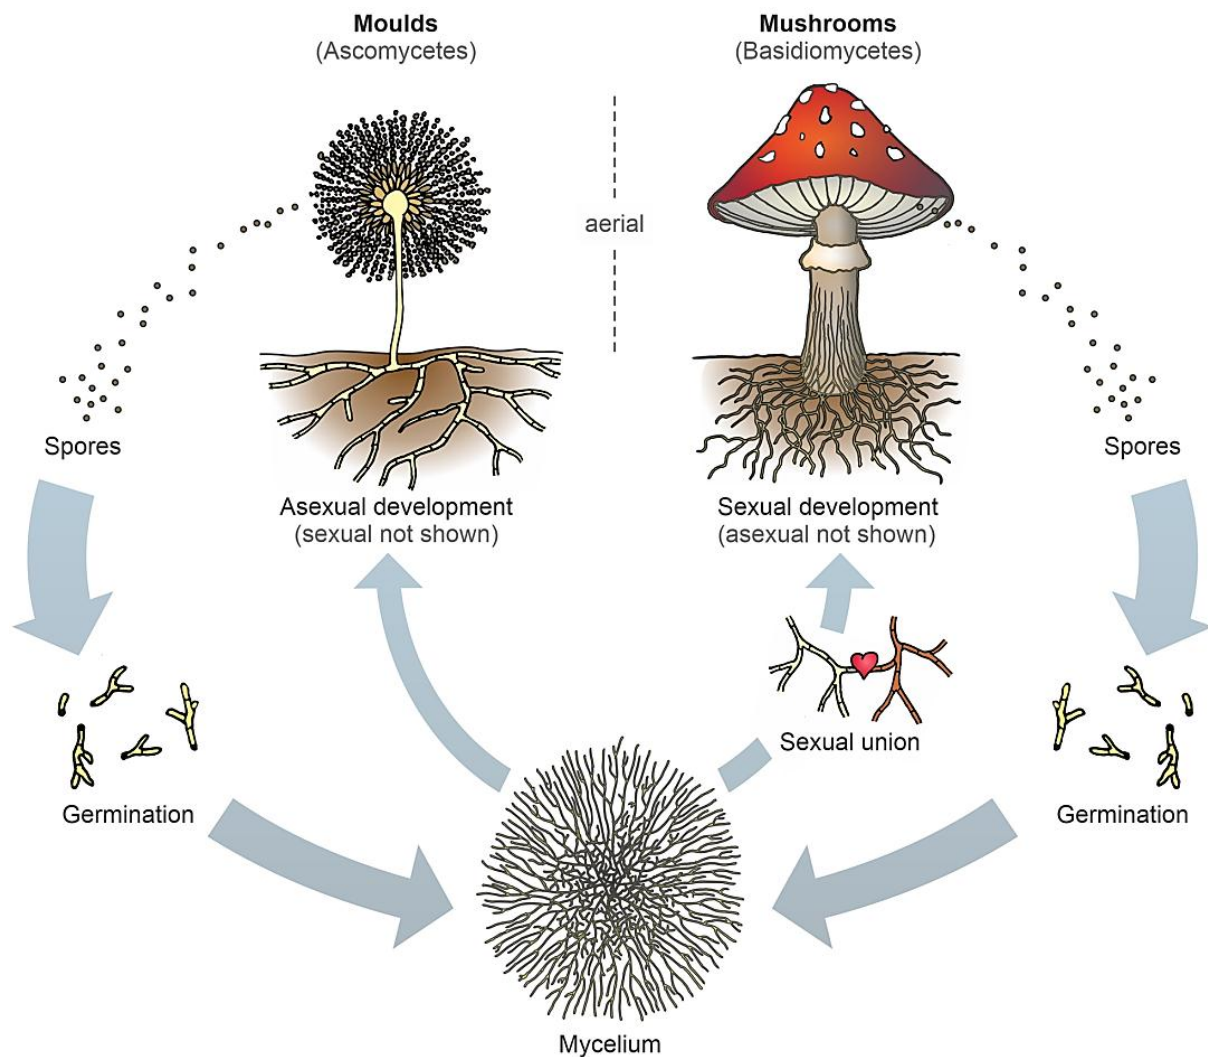 Moulds
(Ascomycetes)
Mushrooms
(Basidiomycetes)
aerial
Spores
Spores
Asexual development
(sexual not shown)
Sexual development
(asexual not shown)
Sexual union
Germination
Germination
Mycelium